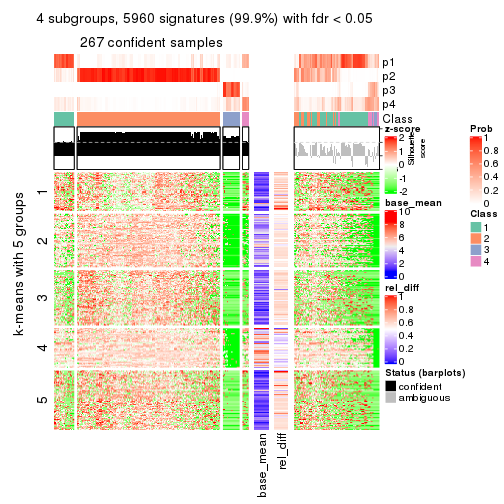 4 subgroups, 5960 signatures (99.9%) with fdr < 0.05
267 confident samples
p1
p2
p3
p4
Class
Silhouette
score
k-means with 5 groups
1
2
3
4
5
base_mean
rel_diff
z-score
2
1
0
-1
-2
base_mean
10
8
6
4
2
0
rel_diff
1
0.8
0.6
0.4
0.2
0
Status (barplots)
confident
ambiguous
Prob
1
0.8
0.6
0.4
0.2
0
Class
1
2
3
4